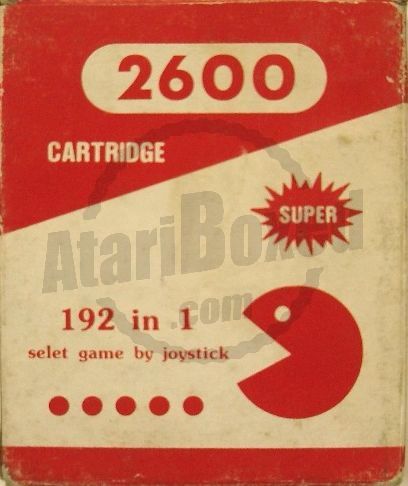 2600
CARTRIDGE
SUPER
AtariBoxed
.com
192 in 1
selet game by joystick